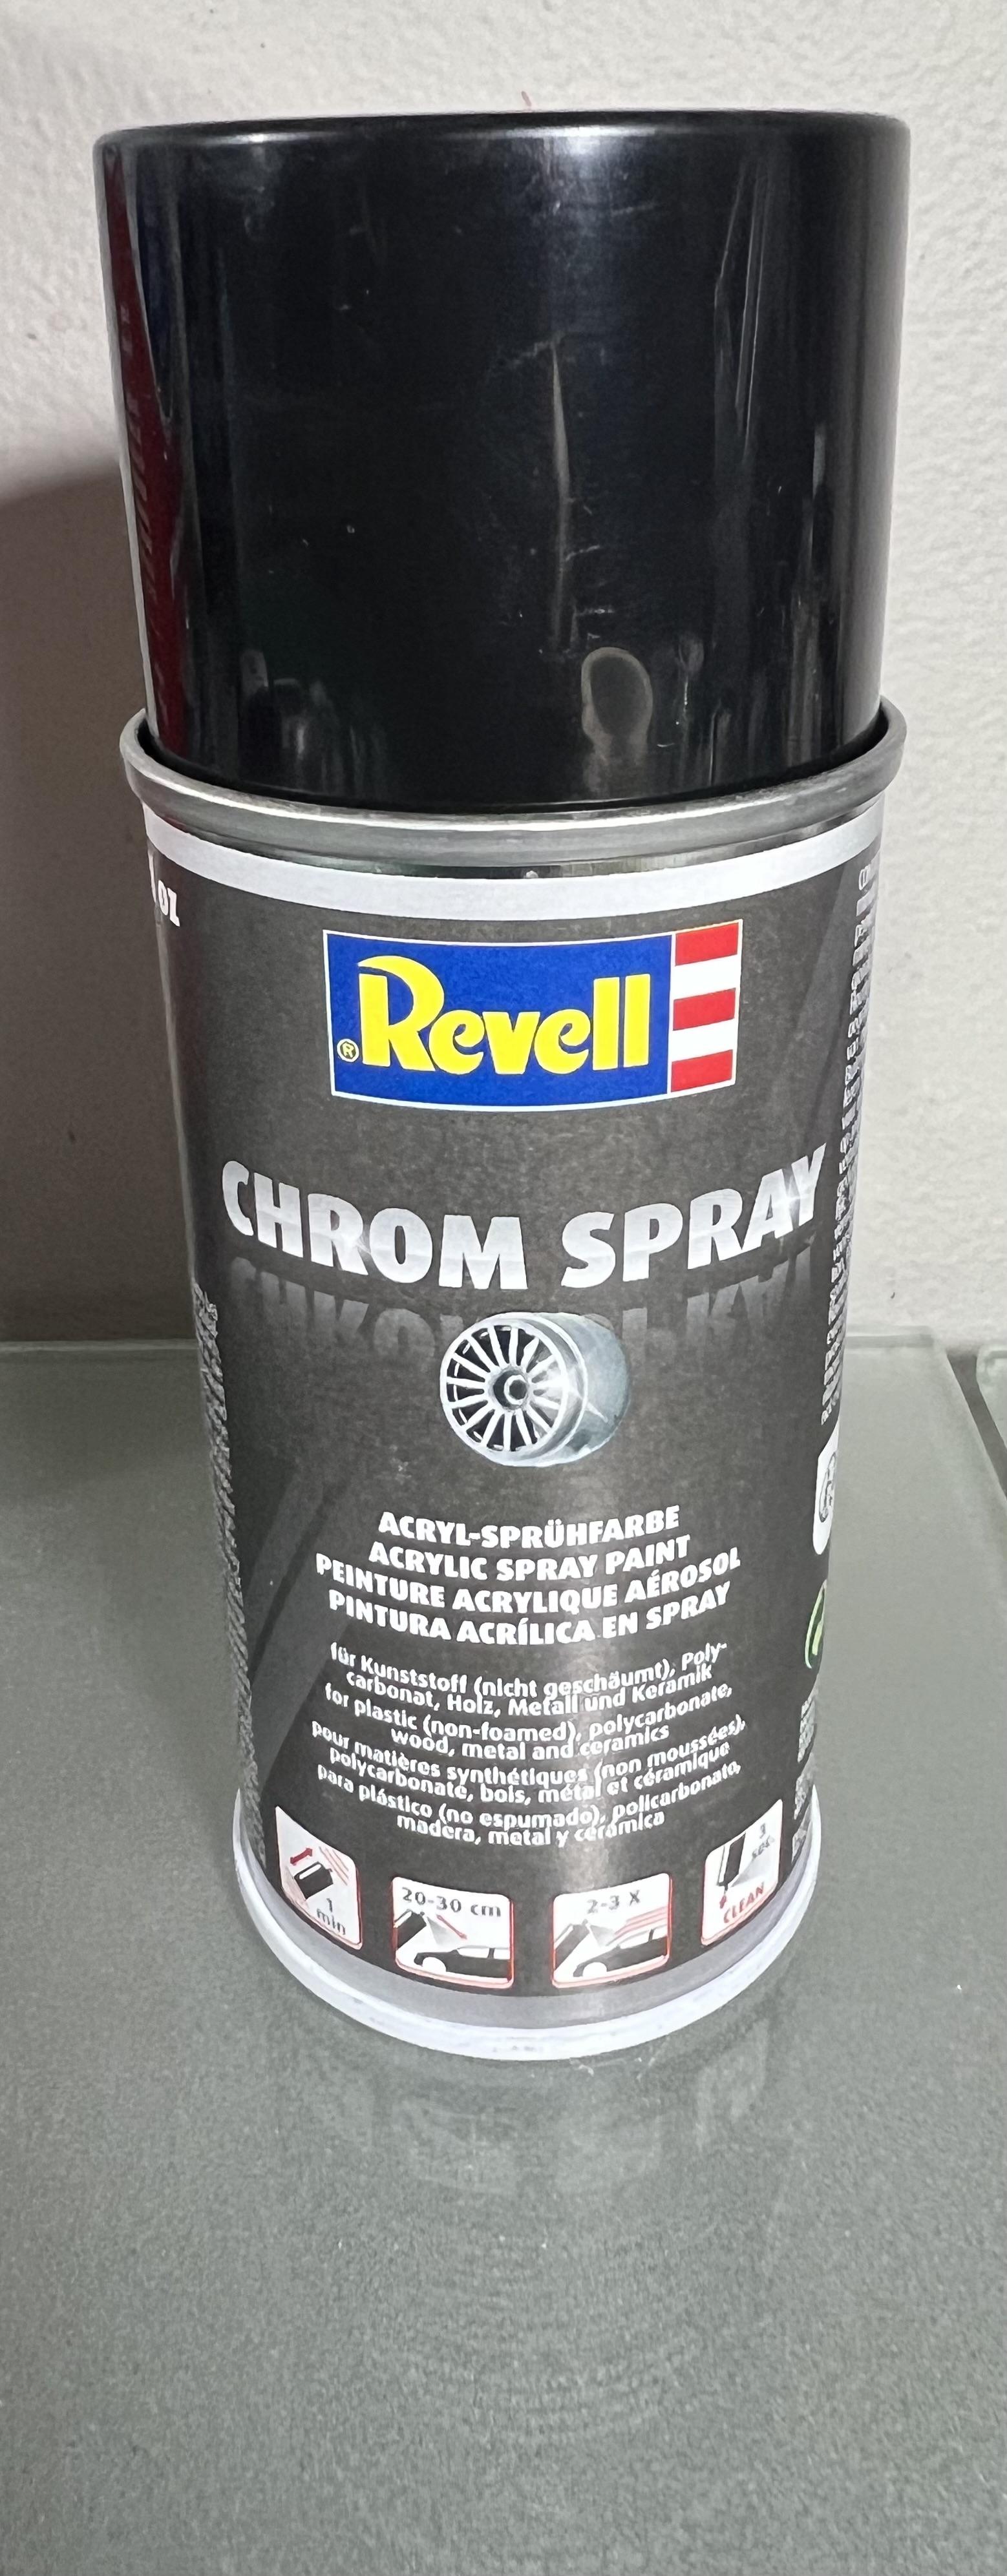 oz
Revell
®
CHROM SPRAY
ACRYL-SPRÜHFARBE
ACRYLIC SPRAY PAINT
PEINTURE ACRYLIQUE AÉROSOL
PINTURA ACRÍLICA EN SPRAY
für Kunststoff (nicht geschäumt), Poly-
carbonat, Holz, Metall und Keramik
for plastic (non-foamed), polycarbonate,
wood, metal and ceramics
pour matières synthétiques (non moussées),
polycarbonate, bois, métal et céramique
para plástico (no espumado), policarbonato,
madera, metal y cerámica
1
min
20-30 cm
2-3 X
3
sec.
CLEAN